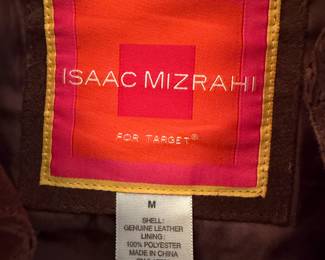 ISAAC MIZRAHI
FOR TARGET®
M
SHELL:
GENUINE LEATHER
LINING:
100% POLYESTER
MADE IN CHINA